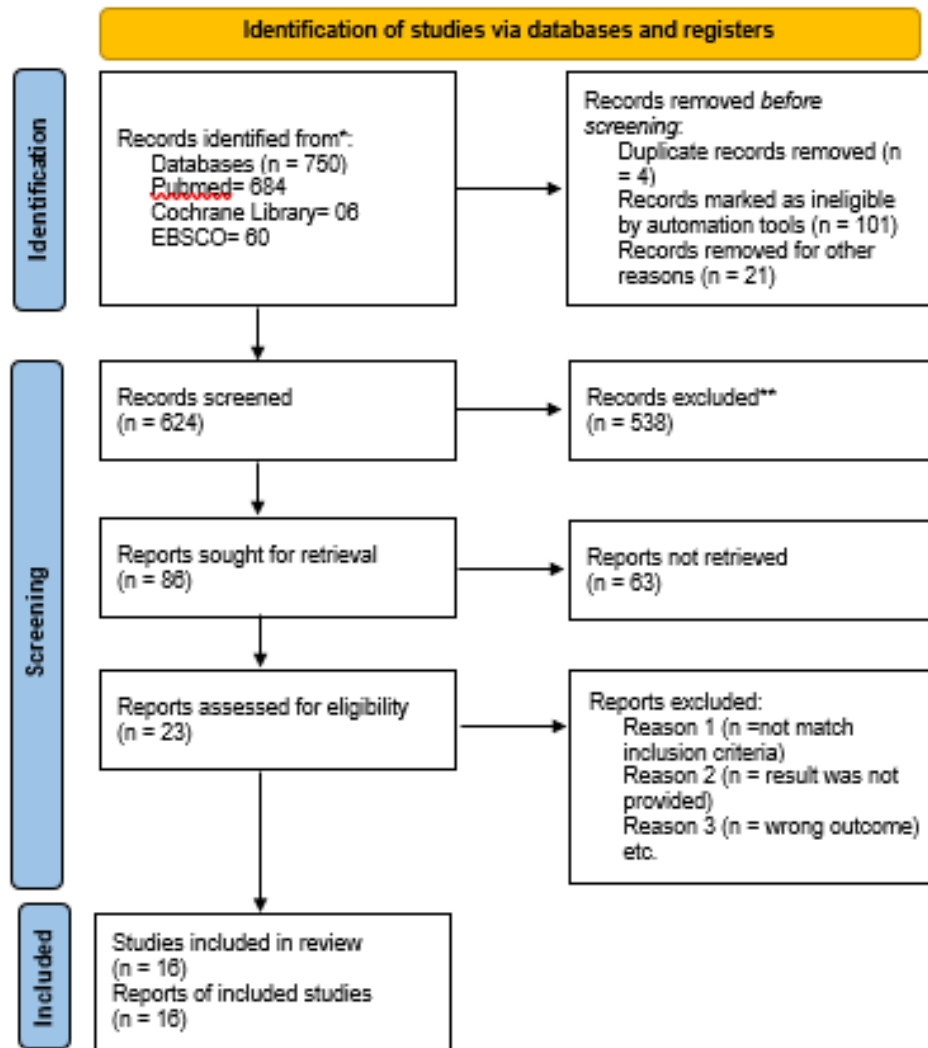 Identification of studies via databases and registers
Identification
Records identified from*:
Databases (n = 750)
Pubmed= 684
Cochrane Library= 06
EBSCO= 60
Records removed before
screening:
Duplicate records removed (n
= 4)
Records marked as ineligible
by automation tools (n = 101)
Records removed for other
reasons (n = 21)
Screening
Records screened
(n = 624)
Records excluded**
(n = 538)
Reports sought for retrieval
(n = 86)
Reports not retrieved
(n = 63)
Reports assessed for eligibility
(n = 23)
Reports excluded:
Reason 1 (n =not match
inclusion criteria)
Reason 2 (n = result was not
provided)
Reason 3 (n = wrong outcome)
etc.
Included
Studies included in review
(n = 16)
Reports of included studies
(n = 16)